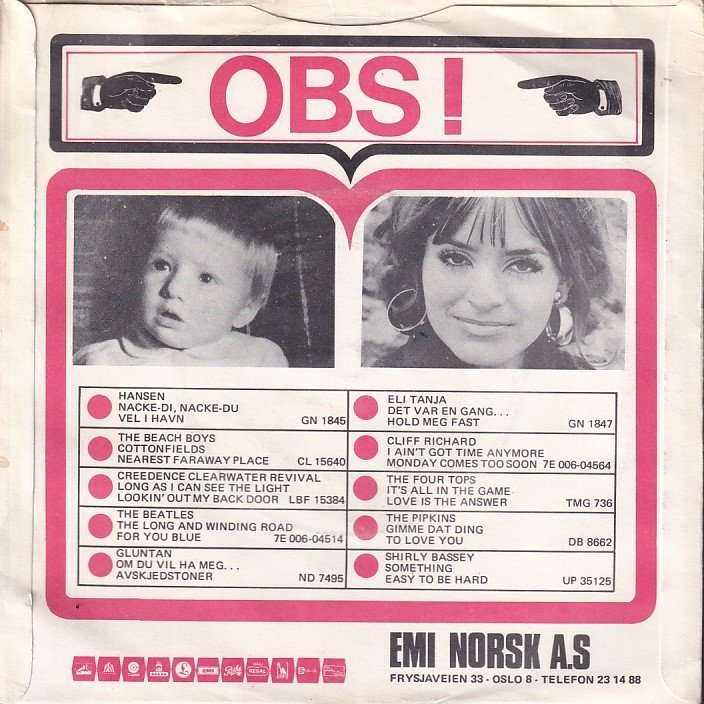 OBS!
HANSEN
NACKE-DI, NACKE-DU
VEL I HAVN GN 1845
THE BEACH BOYS
COTTONFIELDS
NEAREST FARAWAY PLACE CL 15640
CREEDENCE CLEARWATER REVIVAL
LONG AS I CAN SEE THE LIGHT
LOOKIN' OUT MY BACK DOOR LBF 15384
THE BEATLES
THE LONG AND WINDING ROAD
FOR YOU BLUE 7E 006-04514
GLUNTAN
OM DU VIL HA MEG...
AVSKJEDSTONER ND 7495
ELI TANJA
DET VAR EN GANG...
HOLD MEG FAST GN 1847
CLIFF RICHARD
I AIN'T GOT TIME ANYMORE
MONDAY COMES TOO SOON 7E 006-04564
THE FOUR TOPS
IT'S ALL IN THE GAME
LOVE IS THE ANSWER TMG 736
THE PIPKINS
GIMME DAT DING
TO LOVE YOU DB 8662
SHIRLY BASSEY
SOMETHING
EASY TO BE HARD UP 35125
EMI REGAL
EMI NORSK A.S
FRYSJAVEIEN 33 - OSLO 8 - TELEFON 23 14 88